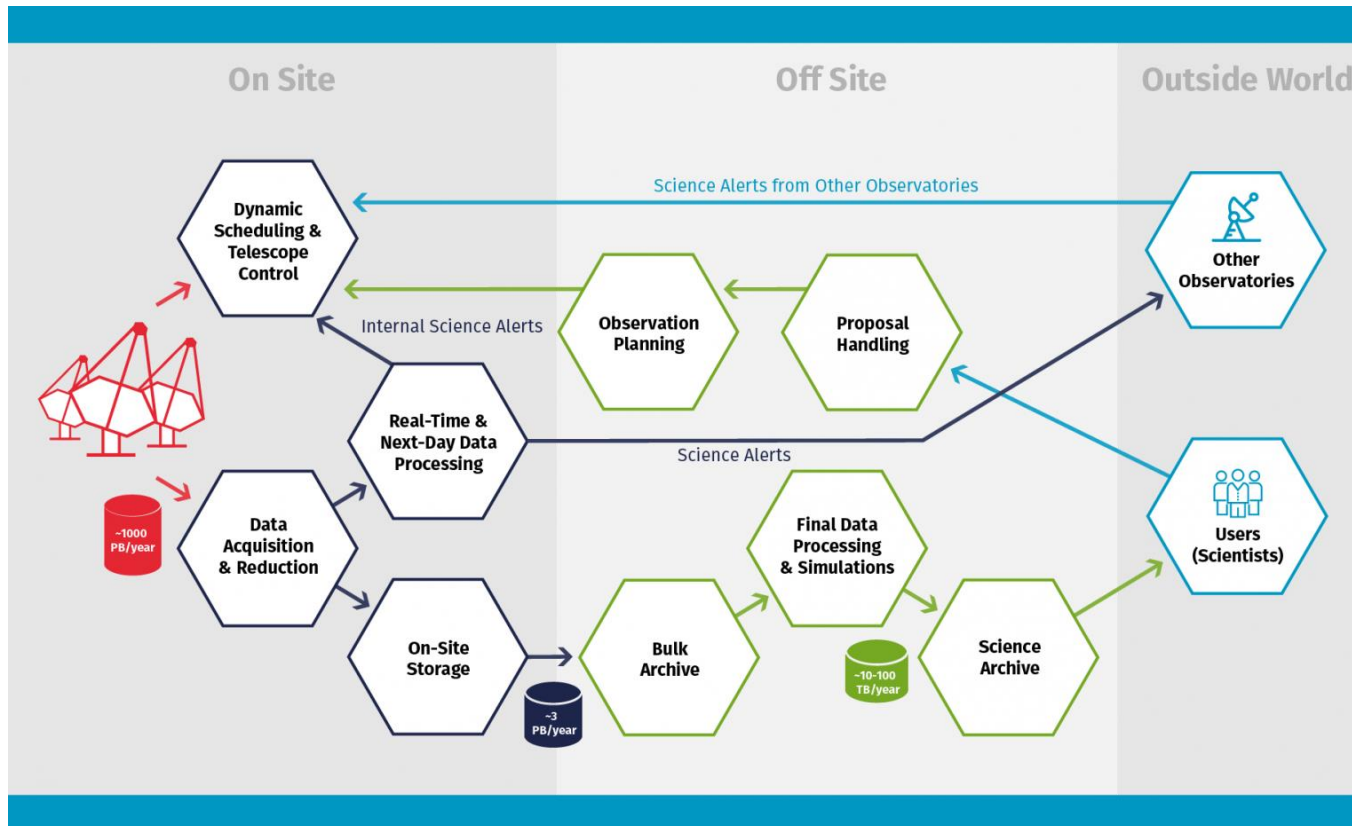 On Site
Off Site
Outside World
Science Alerts from Other Observatories
Dynamic
Scheduling &
Telescope
Control
Other
Observatories
Internal Science Alerts
Observation
Planning
Proposal
Handling
Real-Time &
Next-Day Data
Processing
Science Alerts
~1000
PB/year
Data
Acquisition
& Reduction
Final Data
Processing
& Simulations
Users
(Scientists)
On-Site
Storage
~3
PB/year
Bulk
Archive
~10-100
TB/year
Science
Archive